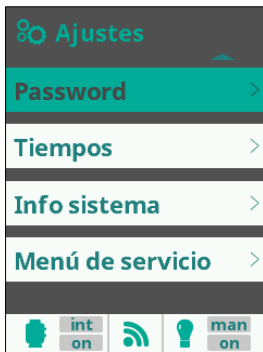 Ajustes
Password
Tiempos
Info sistema
Menú de servicio
int man
on on